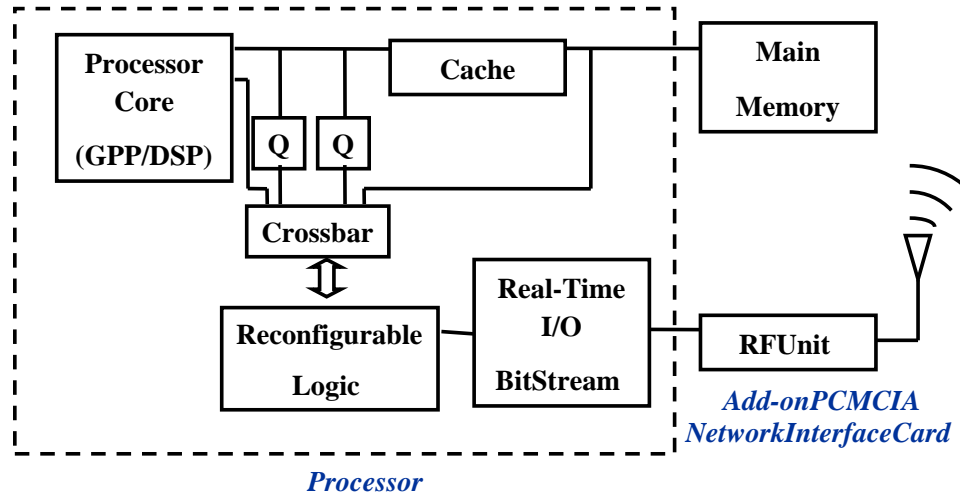 Processor
Core
(GPP/DSP)
Cache
Main
Memory
Q
Q
Crossbar
Reconfigurable
Logic
Real-Time
I/O
BitStream
RFUnit
Add-onPCMCIA
NetworkInterfaceCard
Processor